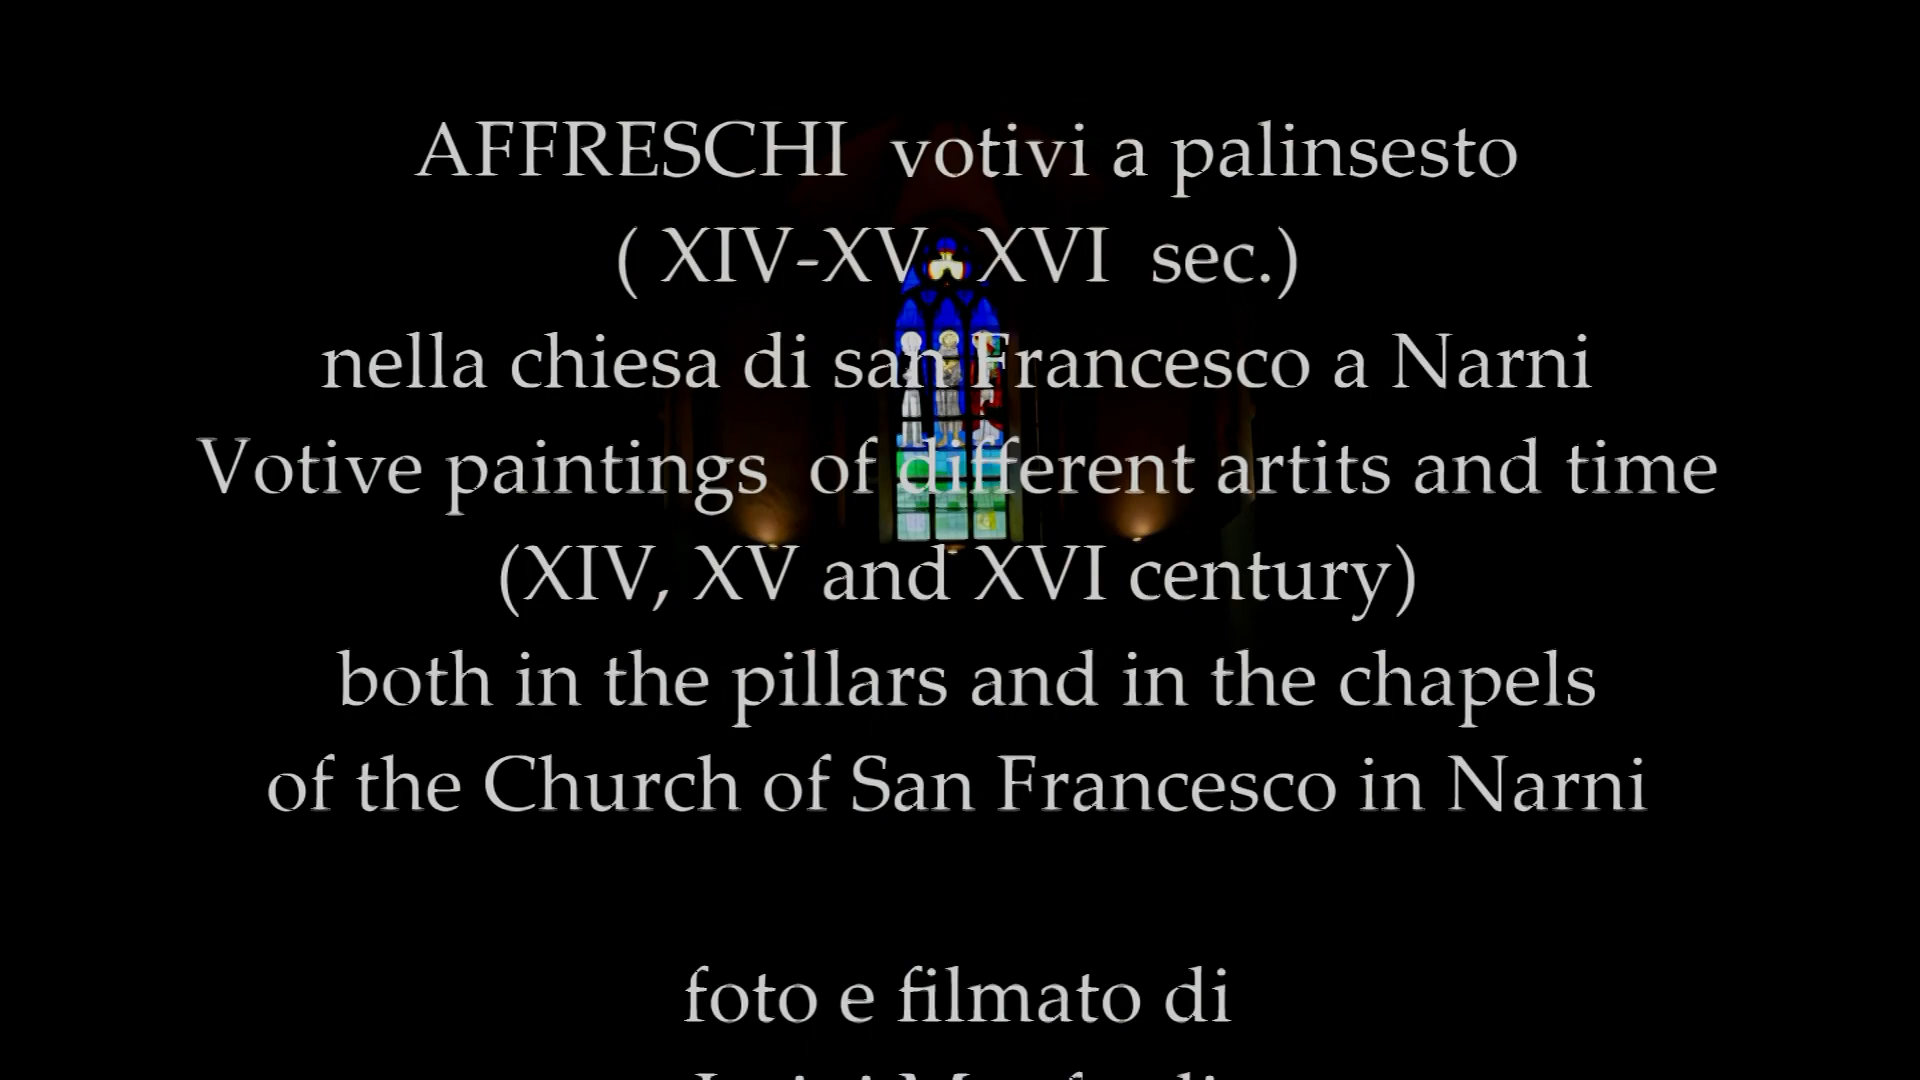 AFFRESCHI votivi a palinsesto
( XIV-XV- XVI sec.)
nella chiesa di san Francesco a Narni
Votive paintings of different artits and time
(XIV, XV and XVI century)
both in the pillars and in the chapels
of the Church of San Francesco in Narni
foto e filmato di